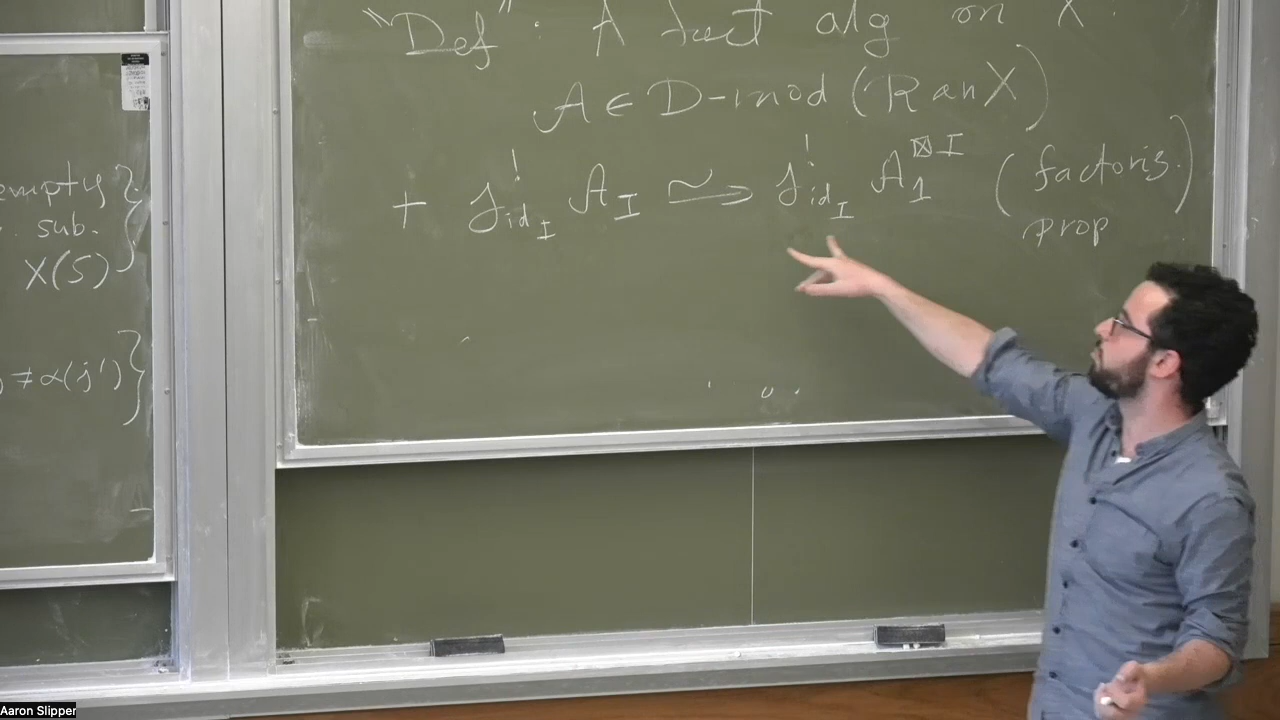 empty }
. sub.
X(S)
≠ α(j') }
"Def": A fact alg on X :
A ∈ D-mod (Ran X)
+ j^!_{id_I} A_I ⥲ j^!_{id_I} A_1^{⊠ I} (factoris. prop)
Aaron Slipper